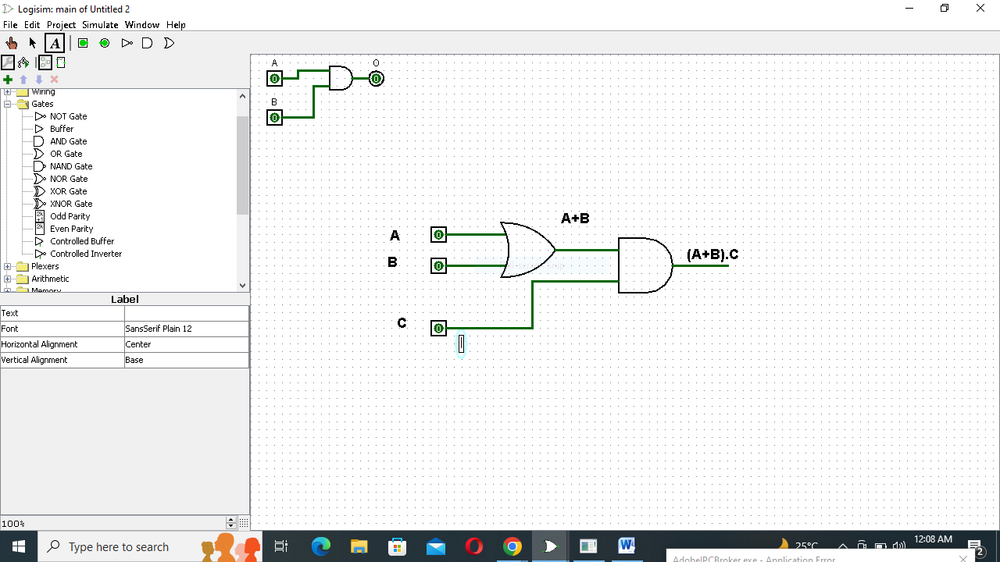 Logisim: main of Untitled 2
File Edit Project Simulate Window Help
A
Wiring
Gates
NOT Gate
Buffer
AND Gate
OR Gate
NAND Gate
NOR Gate
XOR Gate
XNOR Gate
Odd Parity
Even Parity
Controlled Buffer
Controlled Inverter
Plexers
Arithmetic
Memory
Label
Text
Font SansSerif Plain 12
Horizontal Alignment Center
Vertical Alignment Base
100%
A O
0 0
B
0
A+B
A 0
B 0
(A+B).C
C 0
Type here to search
25°C
12:08 AM
2
AdobeIPCBroker.exe - Application Error